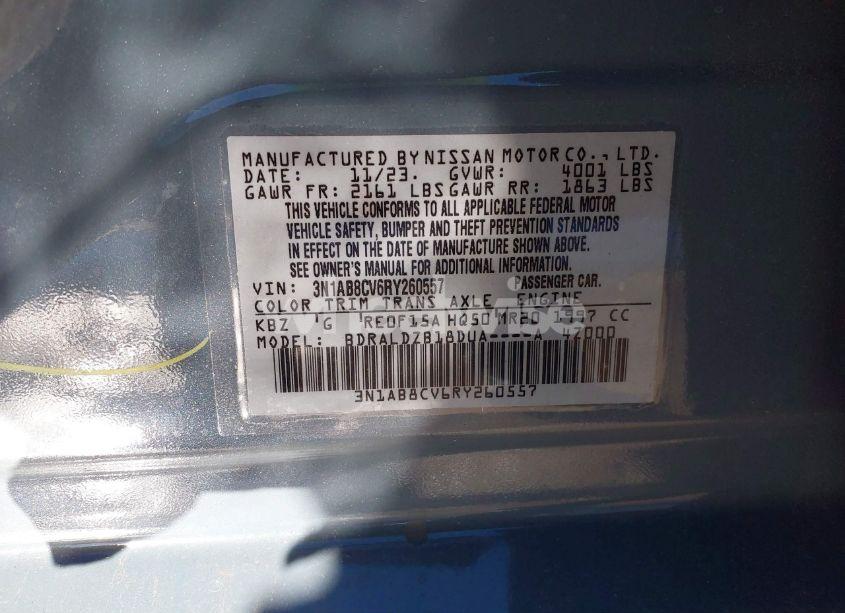 MANUFACTURED BY NISSAN MOTOR CO., LTD.
DATE: 11/23. GVWR: 4001 LBS
GAWR FR: 2161 LBS GAWR RR: 1863 LBS
THIS VEHICLE CONFORMS TO ALL APPLICABLE FEDERAL MOTOR
VEHICLE SAFETY, BUMPER AND THEFT PREVENTION STANDARDS
IN EFFECT ON THE DATE OF MANUFACTURE SHOWN ABOVE.
SEE OWNER'S MANUAL FOR ADDITIONAL INFORMATION.
VIN: 3N1AB8CV6RY260557 PASSENGER CAR.
COLOR TRIM TRANS AXLE ENGINE
KBZ 'G 'RE0F15A HQ50 'MR20 1997 CC
MODEL: BDRALDZB18DUA----A 42000
3N1AB8CV6RY260557